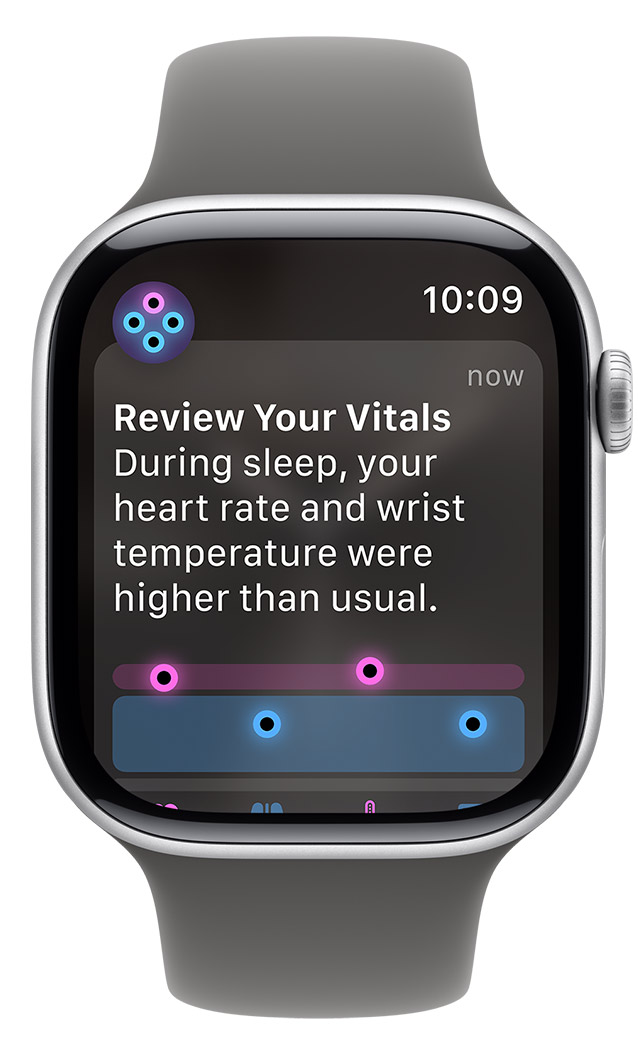 10:09
now
Review Your Vitals
During sleep, your
heart rate and wrist
temperature were
higher than usual.